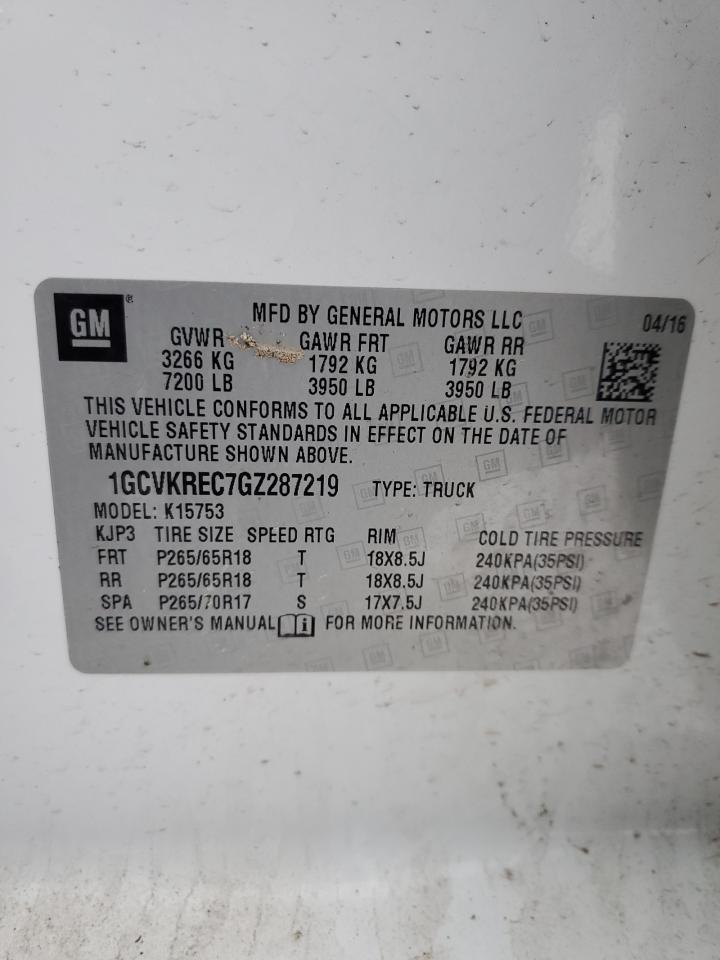 GM®
MFD BY GENERAL MOTORS LLC 04/16
GVWR GAWR FRT GAWR RR
3266 KG 1792 KG 1792 KG
7200 LB 3950 LB 3950 LB
THIS VEHICLE CONFORMS TO ALL APPLICABLE U.S. FEDERAL MOTOR
VEHICLE SAFETY STANDARDS IN EFFECT ON THE DATE OF
MANUFACTURE SHOWN ABOVE.
1GCVKREC7GZ287219 TYPE: TRUCK
MODEL: K15753
KJP3 TIRE SIZE SPEED RTG RIM COLD TIRE PRESSURE
FRT P265/65R18 T 18X8.5J 240KPA(35PSI)
RR P265/65R18 T 18X8.5J 240KPA(35PSI)
SPA P265/70R17 S 17X7.5J 240KPA(35PSI)
SEE OWNER'S MANUAL i FOR MORE INFORMATION.